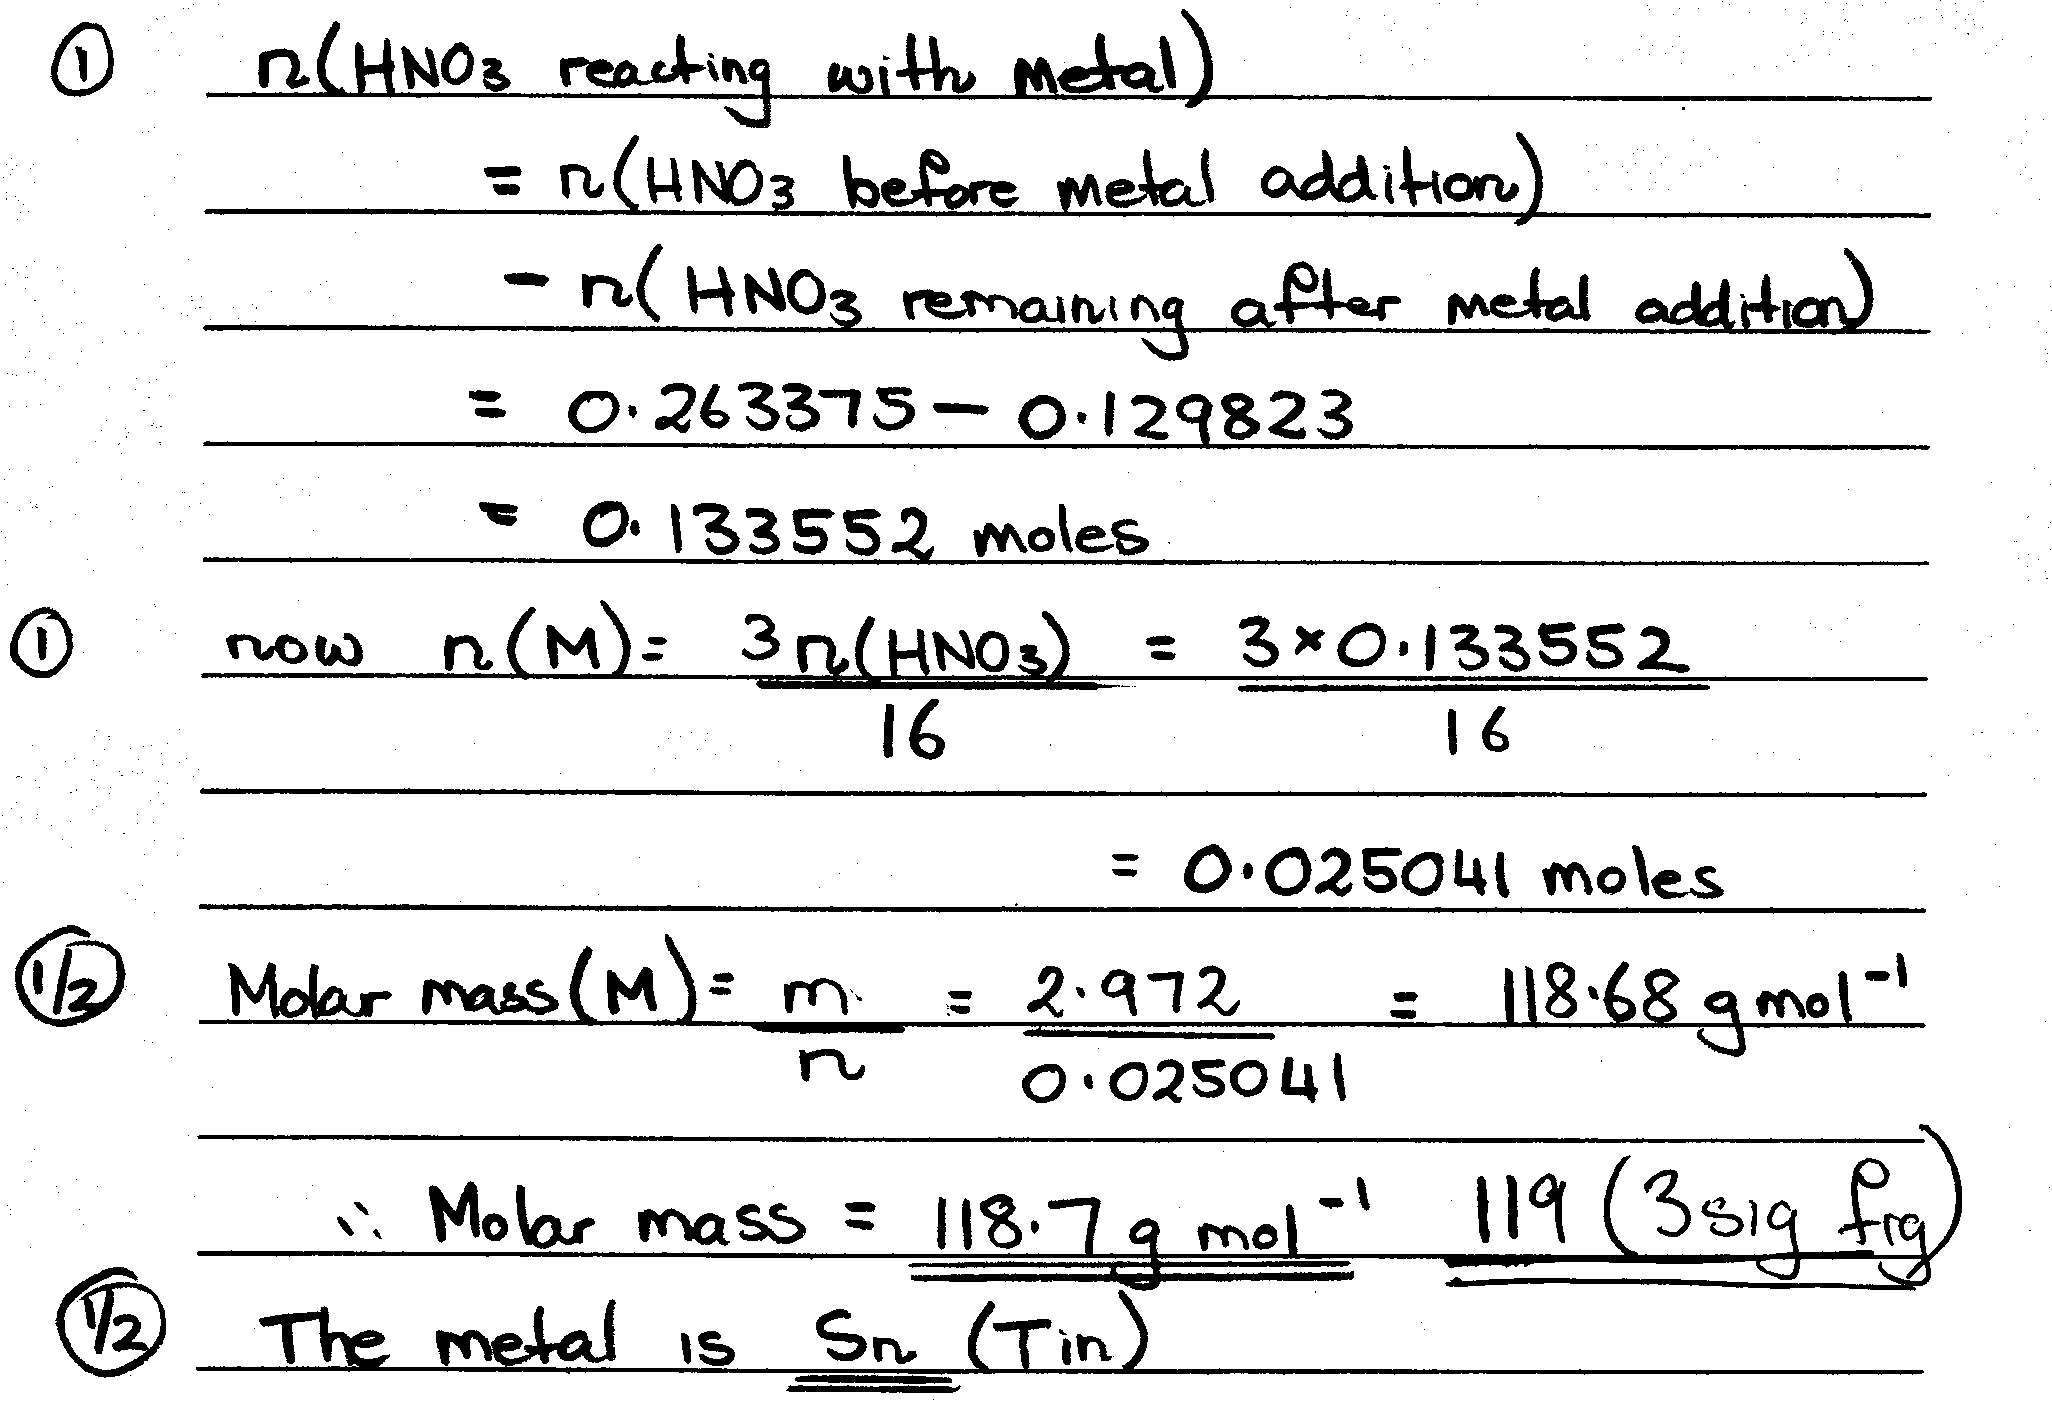 ① n(HNO₃ reacting with metal)
= n(HNO₃ before metal addition)
- n(HNO₃ remaining after metal addition)
= 0.263375 - 0.129823
= 0.133552 moles
① now n(M) = 3n(HNO₃)/16 = 3×0.133552/16
= 0.025041 moles
1/2 Molar mass(M) = m/n = 2.972/0.025041 = 118.68 g mol⁻¹
∴ Molar mass = 118.7 g mol⁻¹ 119 (3 sig fig)
1/2 The metal is Sn (Tin)